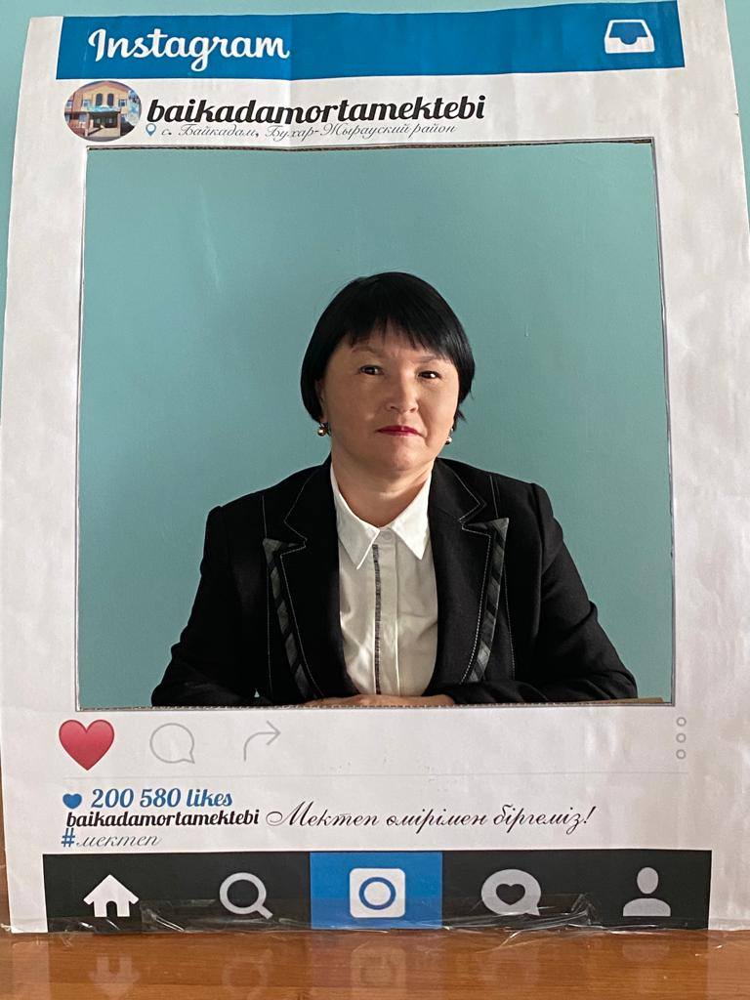 Instagram
baikadamortamektebi
с. Байкадам, Бухар-Жырауский район
200 580 likes
baikadamortamektebi Мектеп өмірімен біргеміз!
#мектеп